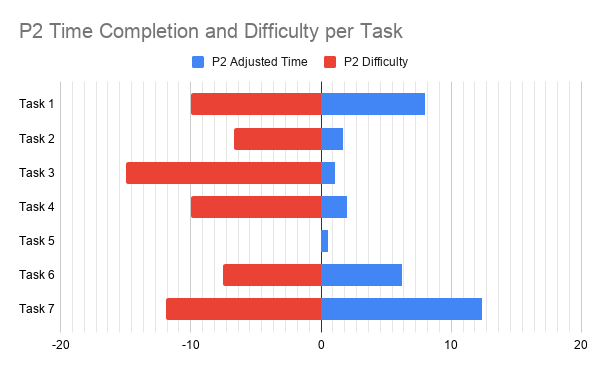 P2 Time Completion and Difficulty per Task
P2 Adjusted Time P2 Difficulty
Task 1
Task 2
Task 3
Task 4
Task 5
Task 6
Task 7
-20 -10 0 10 20